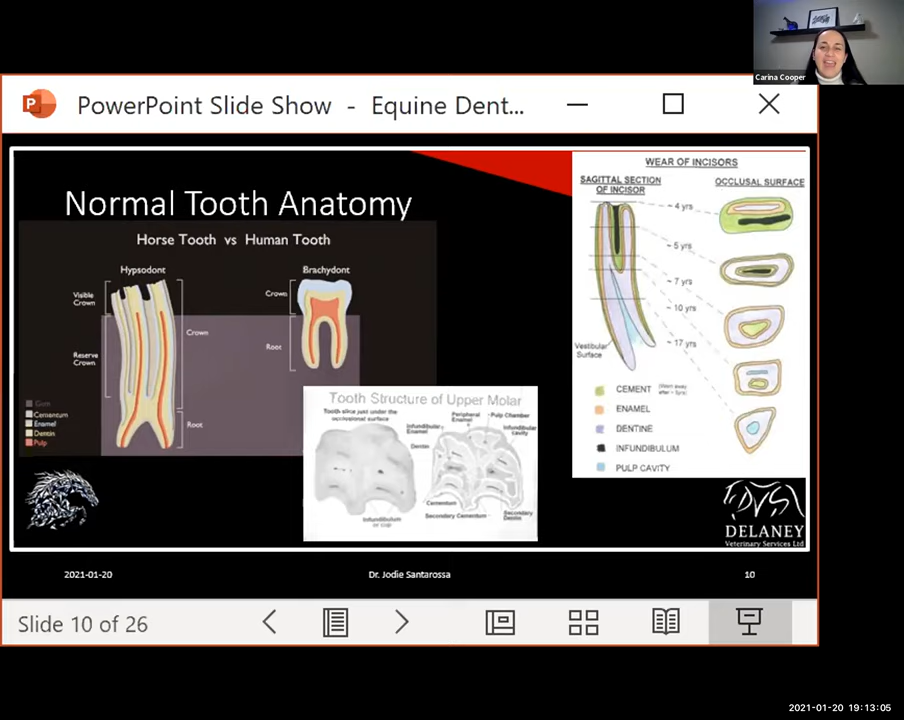 Carina Cooper
PowerPoint Slide Show - Equine Dent...
Normal Tooth Anatomy
Horse Tooth vs Human Tooth
Hypsodont
Brachydont
Visible
Crown
Reserve
Crown
Crown
Root
Crown
Root
Gum
Cementum
Enamel
Dentin
Pulp
Tooth Structure of Upper Molar
Tooth slice just under the
Infundibular
Enamel
Peripheral
Enamel
Pulp Chamber
Infundibular
cavity
Dentin
Cementum
Secondary Cementum
Secondary
Dentin
Infundibulum
or cup
WEAR OF INCISORS
SAGITTAL SECTION
OF INCISOR
OCCLUSAL SURFACE
4 yrs
5 yrs
7 yrs
10 yrs
17 yrs
Vestibular
Surface
CEMENT
ENAMEL
DENTINE
INFUNDIBULUM
PULP CAVITY
DVS
DELANEY
Veterinary Services Ltd
2021-01-20
Dr. Jodie Santarossa
10
Slide 10 of 26
2021-01-20 19:13:05